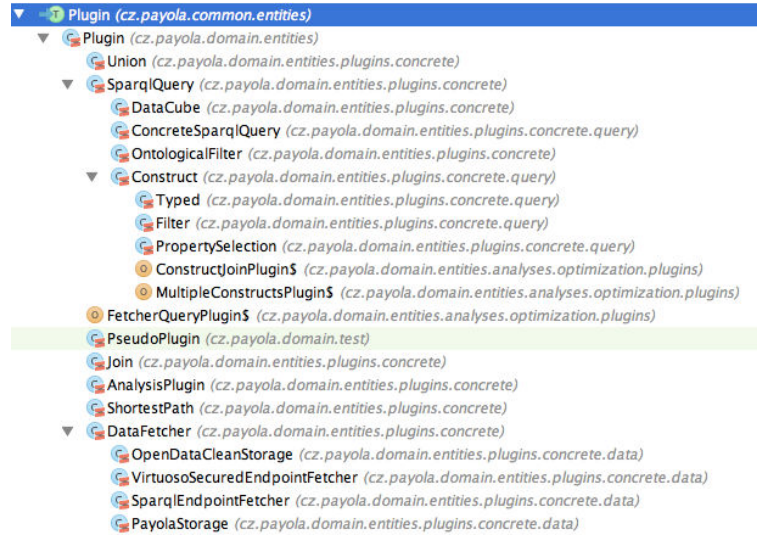 Plugin (cz.payola.common.entities)
Plugin (cz.payola.domain.entities)
Union (cz.payola.domain.entities.plugins.concrete)
SparqlQuery (cz.payola.domain.entities.plugins.concrete)
DataCube (cz.payola.domain.entities.plugins.concrete)
ConcreteSparqlQuery (cz.payola.domain.entities.plugins.concrete.query)
OntologicalFilter (cz.payola.domain.entities.plugins.concrete)
Construct (cz.payola.domain.entities.plugins.concrete.query)
Typed (cz.payola.domain.entities.plugins.concrete.query)
Filter (cz.payola.domain.entities.plugins.concrete.query)
PropertySelection (cz.payola.domain.entities.plugins.concrete.query)
ConstructJoinPlugin$ (cz.payola.domain.entities.analyses.optimization.plugins)
MultipleConstructsPlugin$ (cz.payola.domain.entities.analyses.optimization.plugins)
FetcherQueryPlugin$ (cz.payola.domain.entities.analyses.optimization.plugins)
PseudoPlugin (cz.payola.domain.test)
Join (cz.payola.domain.entities.plugins.concrete)
AnalysisPlugin (cz.payola.domain.entities.plugins.concrete)
ShortestPath (cz.payola.domain.entities.plugins.concrete)
DataFetcher (cz.payola.domain.entities.plugins.concrete)
OpenDataCleanStorage (cz.payola.domain.entities.plugins.concrete.data)
VirtuosoSecuredEndpointFetcher (cz.payola.domain.entities.plugins.concrete.data)
SparqlEndpointFetcher (cz.payola.domain.entities.plugins.concrete.data)
PayolaStorage (cz.payola.domain.entities.plugins.concrete.data)